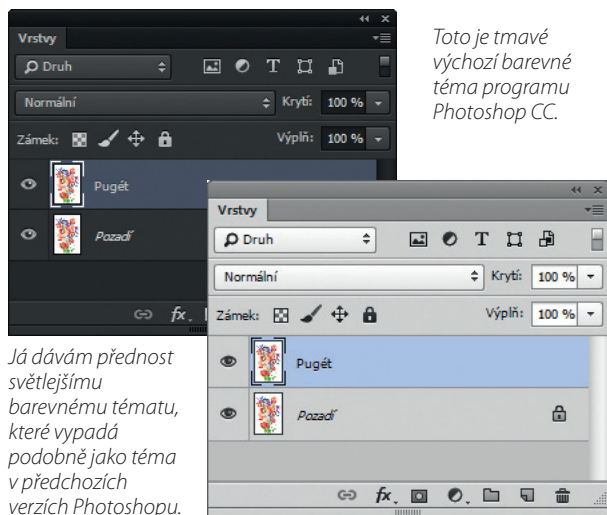 Vrstvy
Druh
T
Normální
Krytí: 100 %
Zámek:
Výplň: 100 %
Pugét
Pozadí
fx.
Toto je tmavé
výchozí barevné
téma programu
Photoshop CC.
Vrstvy
Druh
T
Normální
Krytí: 100 %
Zámek:
Výplň: 100 %
Pugét
Pozadí
fx.
Já dávám přednost
světlejšímu
barevnému tématu,
které vypadá
podobně jako téma
v předchozích
verzích Photoshopu.